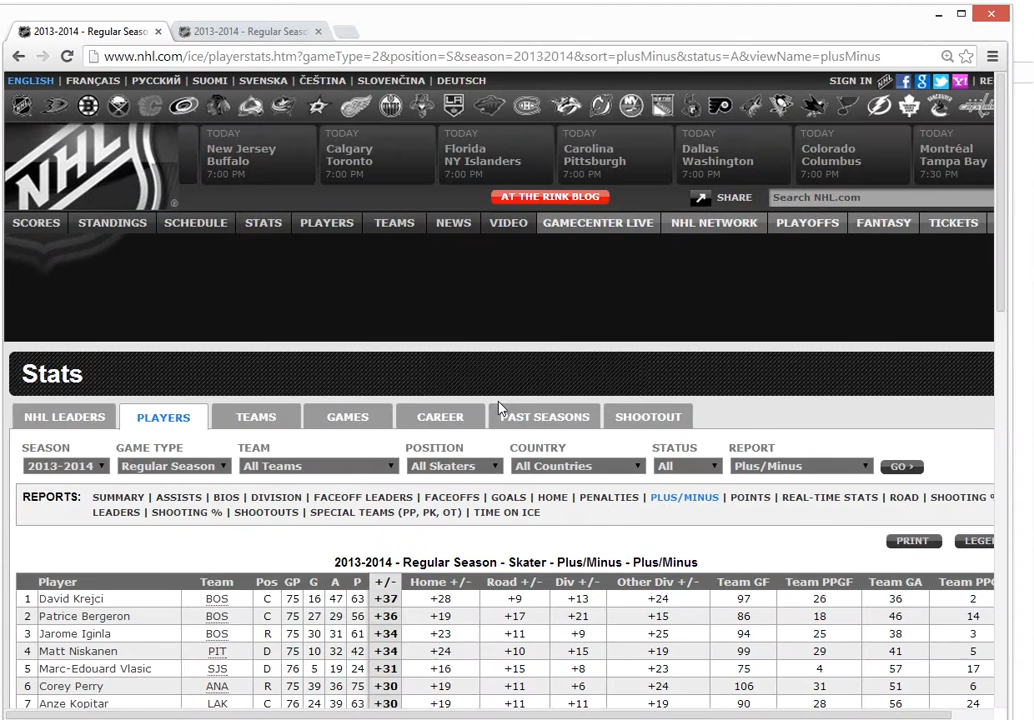 2013-2014 - Regular Seaso
2013-2014 - Regular Seaso
www.nhl.com/ice/playerstats.htm?gameType=2&position=S&season=20132014&sort=plusMinus&status=A&viewName=plusMinus
ENGLISH | FRANÇAIS | РУССКИЙ | SUOMI | SVENSKA | ČEŠTINA | SLOVENČINA | DEUTSCH SIGN IN RE
NHL
TODAY TODAY TODAY TODAY TODAY TODAY TODAY
New Jersey Calgary Florida Carolina Dallas Colorado Montréal
Buffalo Toronto NY Islanders Pittsburgh Washington Columbus Tampa Bay
7:00 PM 7:00 PM 7:00 PM 7:00 PM 7:00 PM 7:00 PM 7:30 PM
AT THE RINK BLOG SHARE Search NHL.com
SCORES STANDINGS SCHEDULE STATS PLAYERS TEAMS NEWS VIDEO GAMECENTER LIVE NHL NETWORK PLAYOFFS FANTASY TICKETS
Stats
NHL LEADERS PLAYERS TEAMS GAMES CAREER PAST SEASONS SHOOTOUT
SEASON GAME TYPE TEAM POSITION COUNTRY STATUS REPORT
2013-2014 Regular Season All Teams All Skaters All Countries All Plus/Minus GO ›
REPORTS: SUMMARY | ASSISTS | BIOS | DIVISION | FACEOFF LEADERS | FACEOFFS | GOALS | HOME | PENALTIES | PLUS/MINUS | POINTS | REAL-TIME STATS | ROAD | SHOOTING %
LEADERS | SHOOTING % | SHOOTOUTS | SPECIAL TEAMS (PP, PK, OT) | TIME ON ICE
PRINT LEGE
2013-2014 - Regular Season - Skater - Plus/Minus - Plus/Minus
Player Team Pos GP G A P +/- Home +/- Road +/- Div +/- Other Div +/- Team GF Team PPGF Team GA Team PPG
1 David Krejci BOS C 75 16 47 63 +37 +28 +9 +13 +24 97 26 36 2
2 Patrice Bergeron BOS C 75 27 29 56 +36 +19 +17 +21 +15 86 18 46 14
3 Jarome Iginla BOS R 75 30 31 61 +34 +23 +11 +9 +25 94 25 38 3
4 Matt Niskanen PIT D 75 10 32 42 +34 +24 +10 +15 +19 99 29 41 5
5 Marc-Edouard Vlasic SJS D 76 5 19 24 +31 +16 +15 +8 +23 75 4 57 17
6 Corey Perry ANA R 75 39 36 75 +30 +19 +11 +6 +24 106 31 51 6
7 Anze Kopitar LAK C 76 24 39 63 +30 +19 +11 +11 +19 90 28 56 24